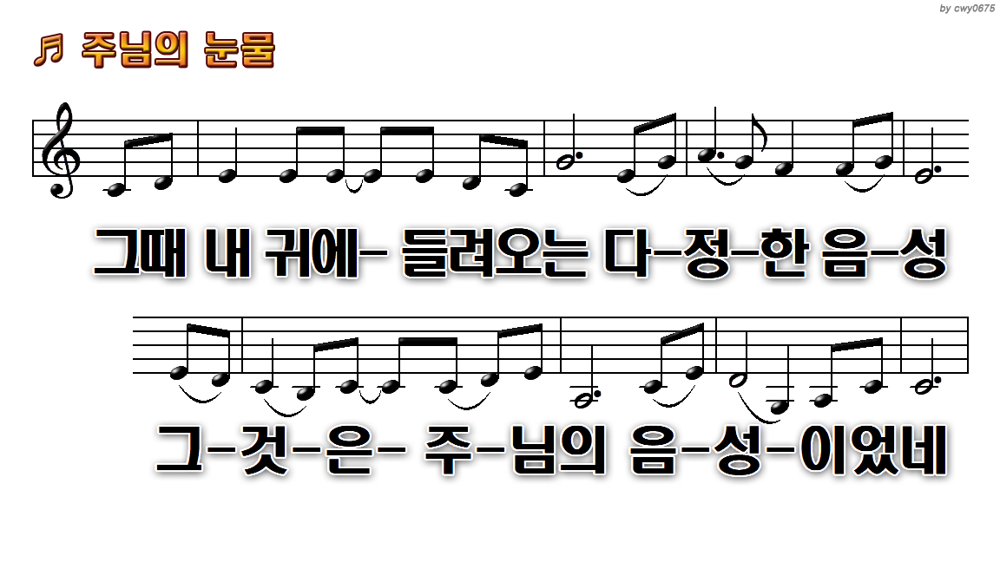 by cwy0675
♬ 주님의 눈물
그때 내 귀에- 들려오는 다-정-한 음-성
그-것-은- 주-님의 음-성-이었네